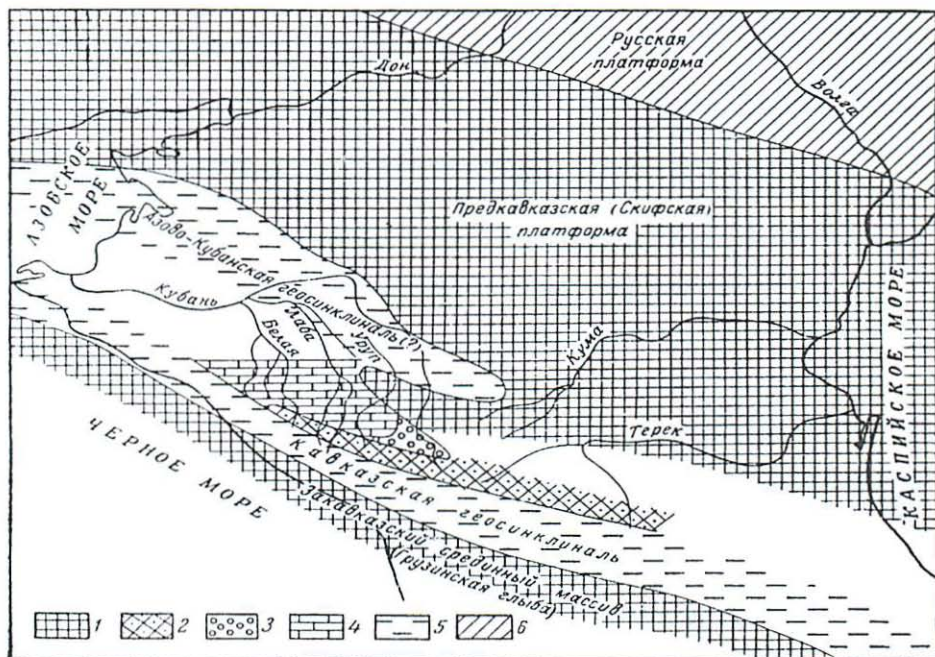 Русская
платформа
Дон
Волга
АЗОВСКОЕ
МОРЕ
Предкавказская (Скифская)
платформа
Азово-Кубанская геосинклиналь (?)
Кубань
Белая
Лаба
Уруп
Кума
Терек
КАСПИЙСКОЕ МОРЕ
ЧЕРНОЕ МОРЕ
Кавказская геосинклиналь
Закавказский срединный массив
(Грузинская глыба)
1 2 3 4 5 6